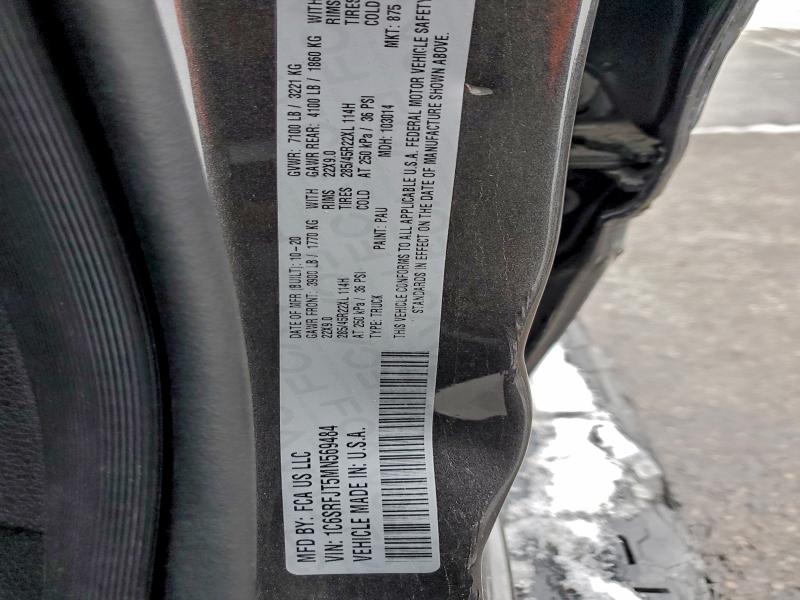 MFD BY: FCA US LLC
DATE OF MFR (BUILT): 10-20
GVWR: 7100 LB / 3221 KG
GAWR FRONT: 3900 LB / 1770 KG WITH
GAWR REAR: 4100 LB / 1860 KG WITH
22X9.0 RIMS
22X9.0 RIMS
285/45R22XL 114H TIRES
285/45R22XL 114H TIRES
AT 250 kPa / 36 PSI COLD
AT 250 kPa / 36 PSI COLD
VIN: 1C6SRFJT5MN569484
TYPE: TRUCK
PAINT: PAU
MDH: 103014
MKT: 875
VEHICLE MADE IN: U.S.A.
THIS VEHICLE CONFORMS TO ALL APPLICABLE U.S.A. FEDERAL MOTOR VEHICLE SAFETY
STANDARDS IN EFFECT ON THE DATE OF MANUFACTURE SHOWN ABOVE.